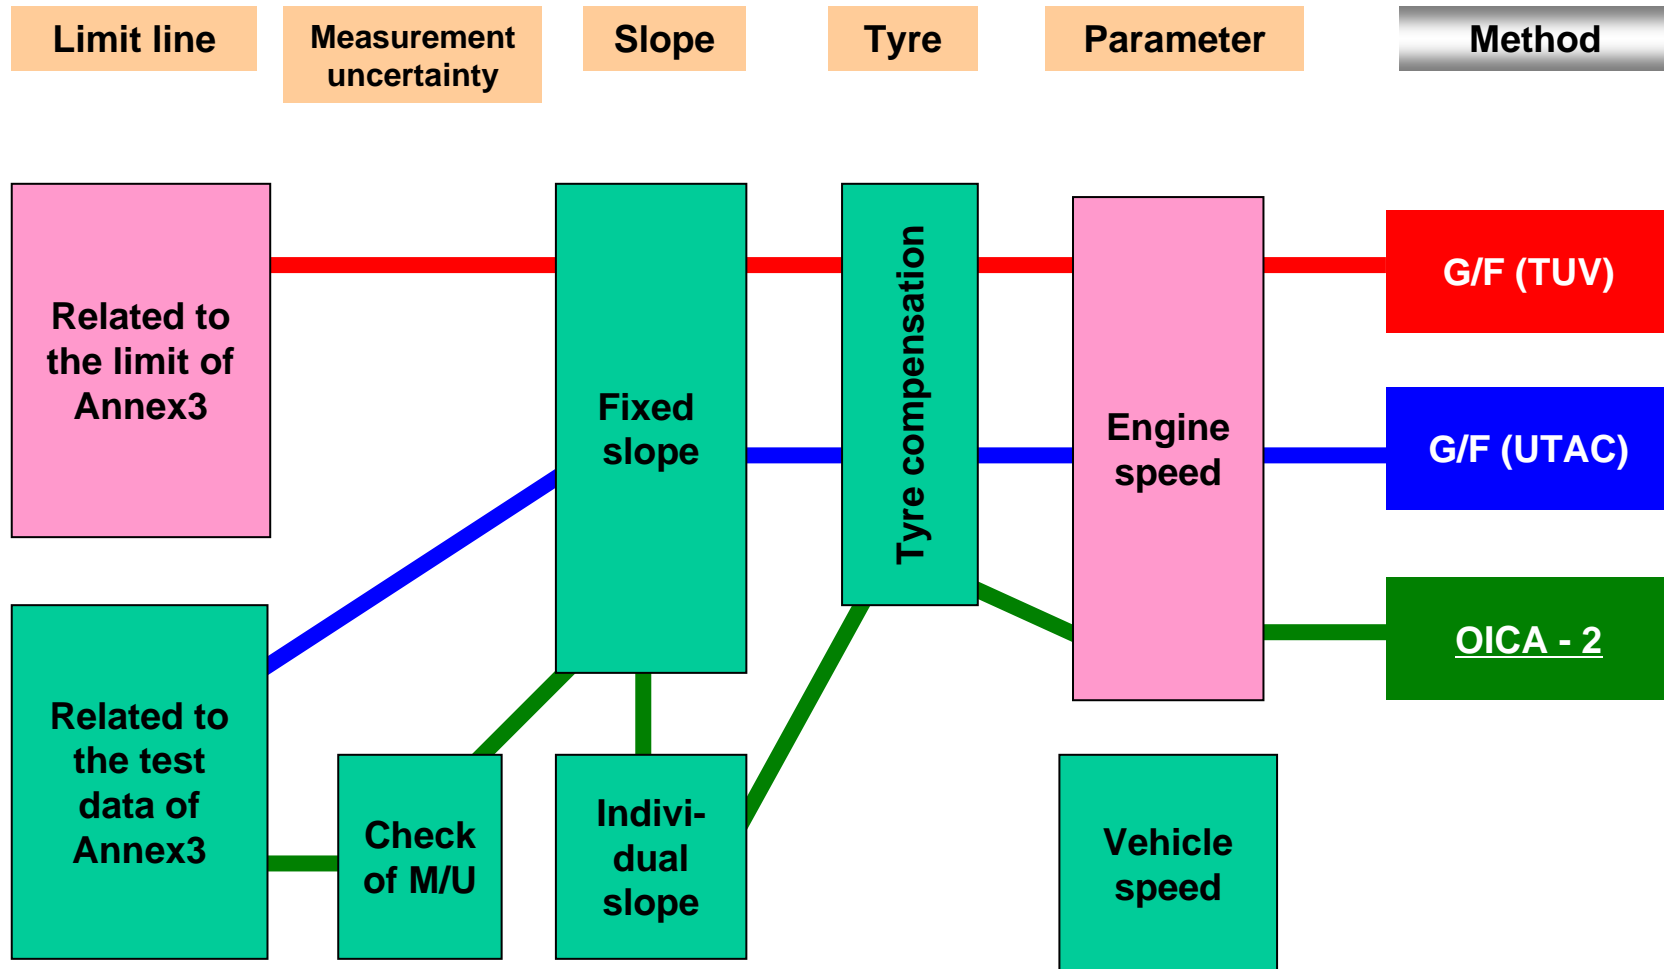 Limit line
Measurement
uncertainty
Slope
Tyre
Parameter
Method
Related to
the limit of
Annex3
Fixed
slope
Tyre compensation
Engine
speed
G/F (TUV)
G/F (UTAC)
OICA - 2
Related to
the test
data of
Annex3
Check
of M/U
Indivi-
dual
slope
Vehicle
speed